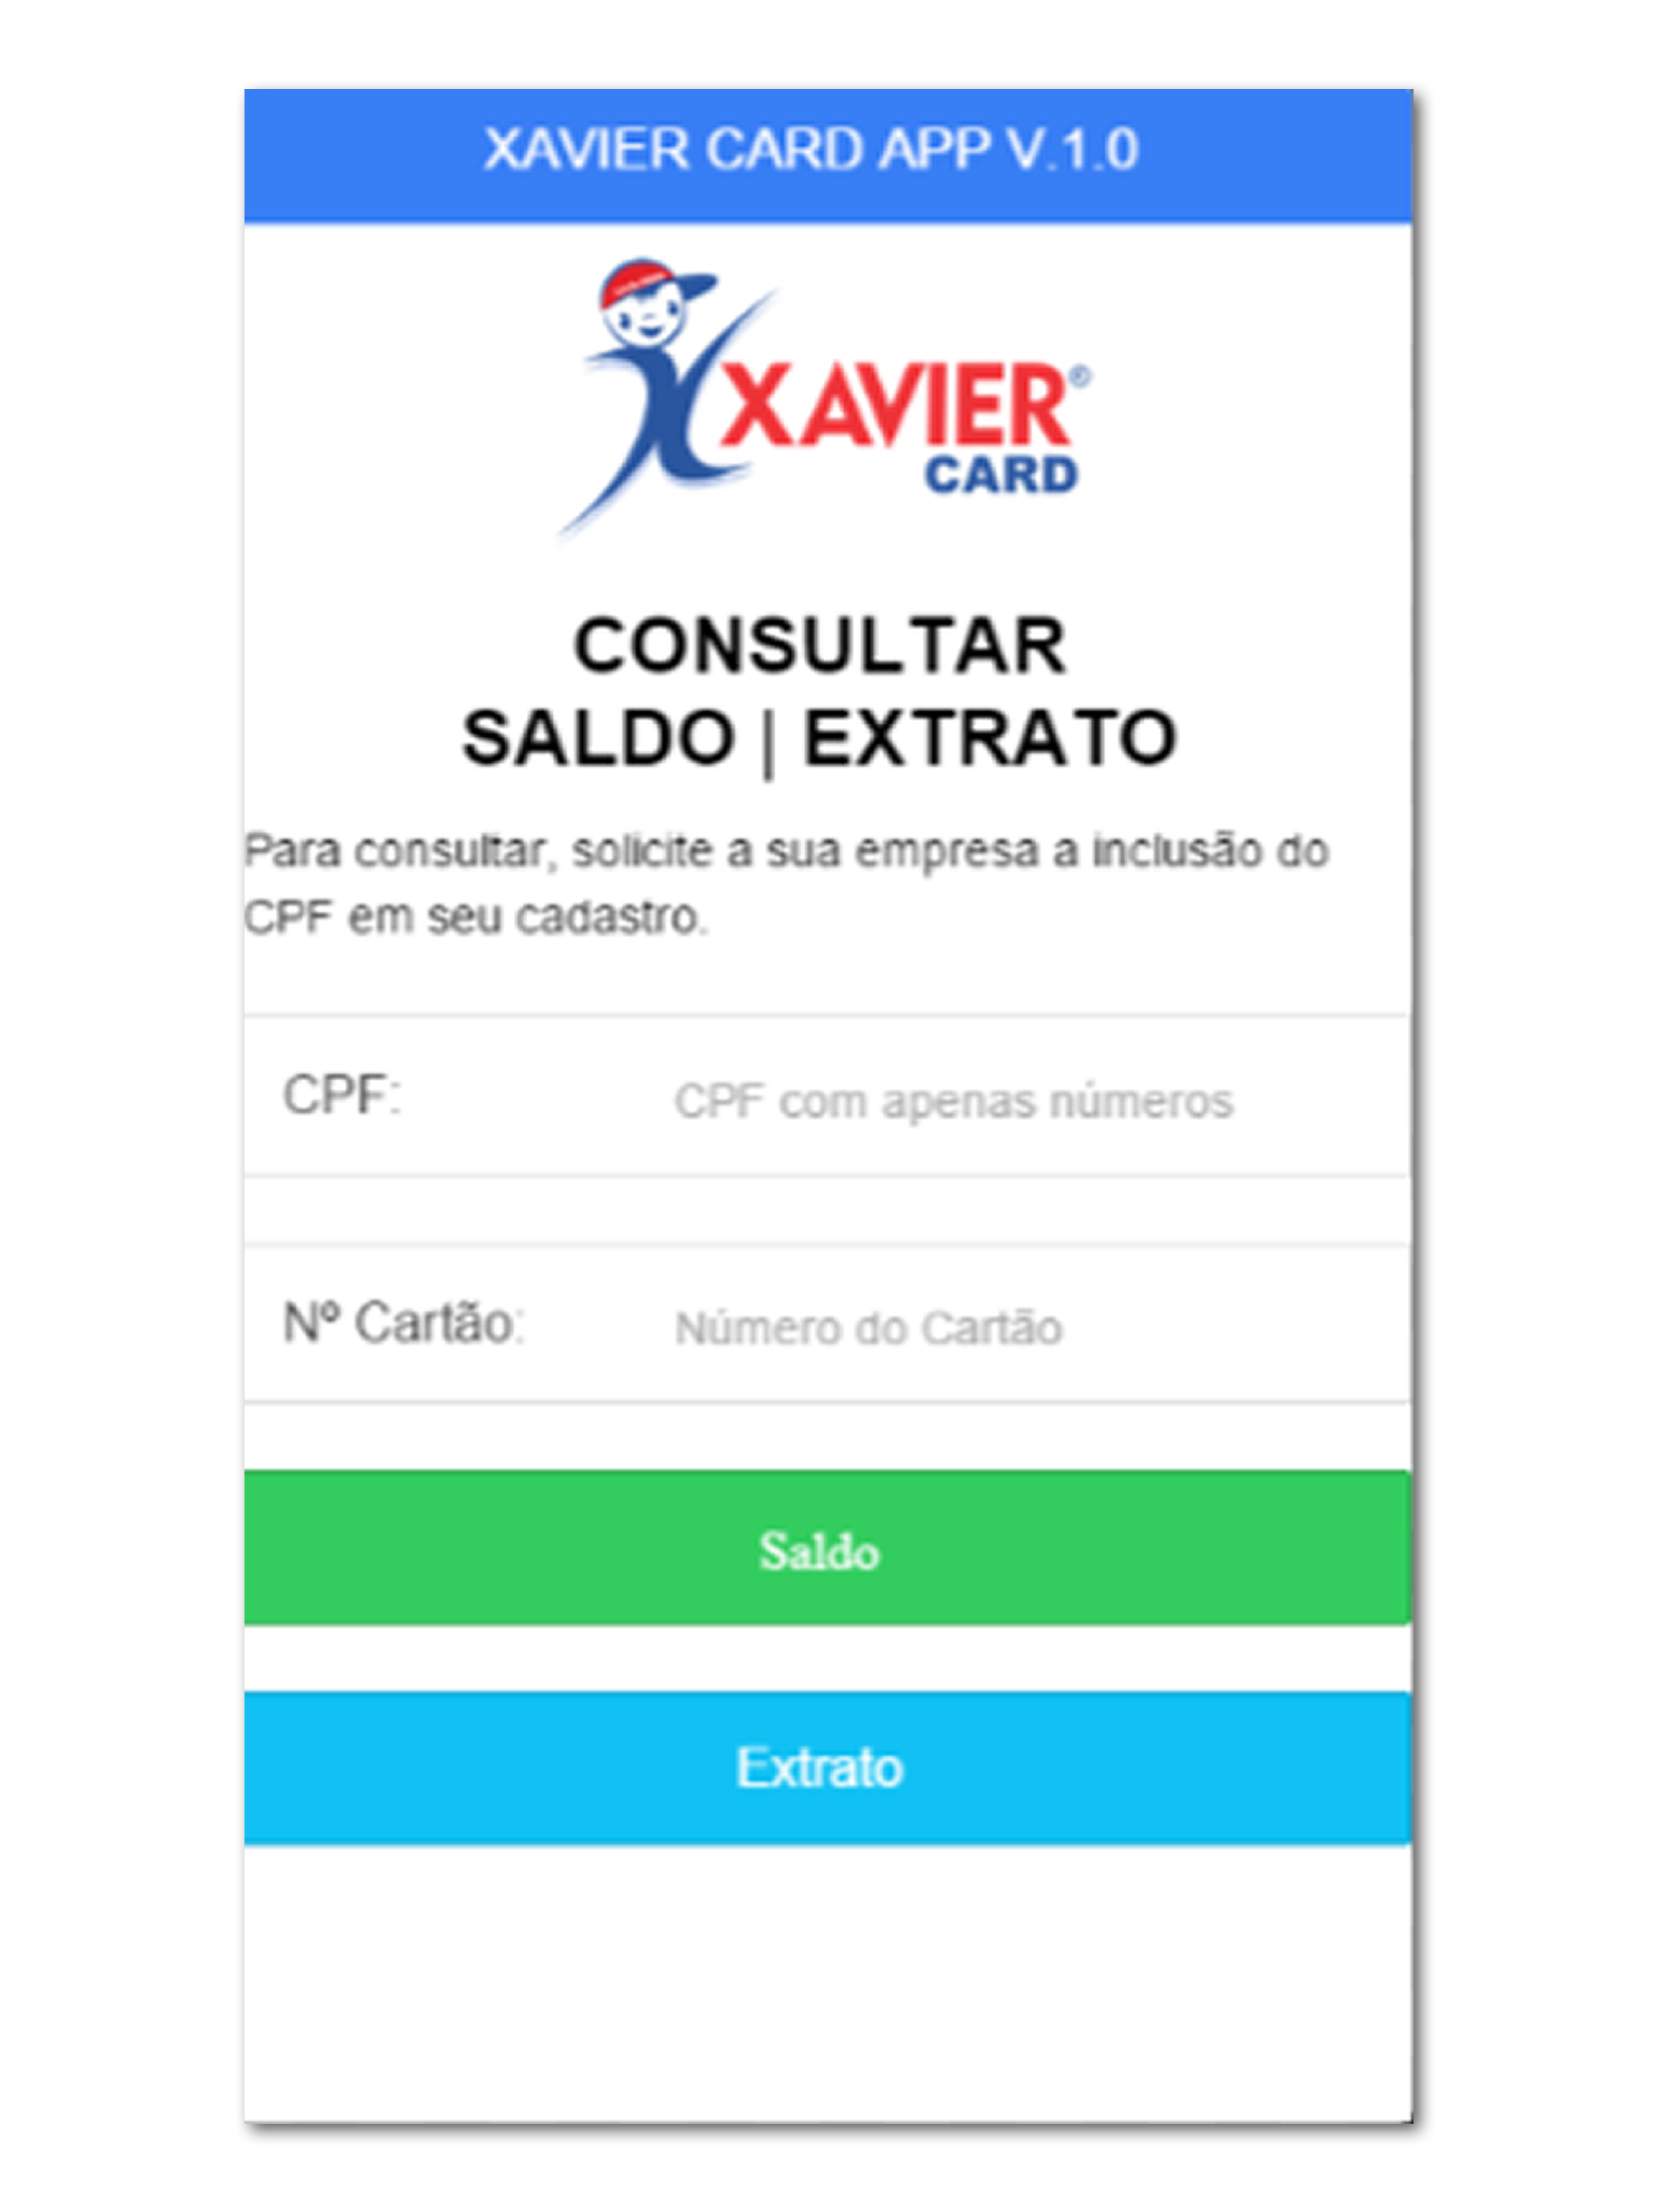 XAVIER CARD APP V.1.0
XAVIER®
CARD
CONSULTAR
SALDO | EXTRATO
Para consultar, solicite a sua empresa a inclusão do
CPF em seu cadastro.
CPF: CPF com apenas números
Nº Cartão: Número do Cartão
Saldo
Extrato